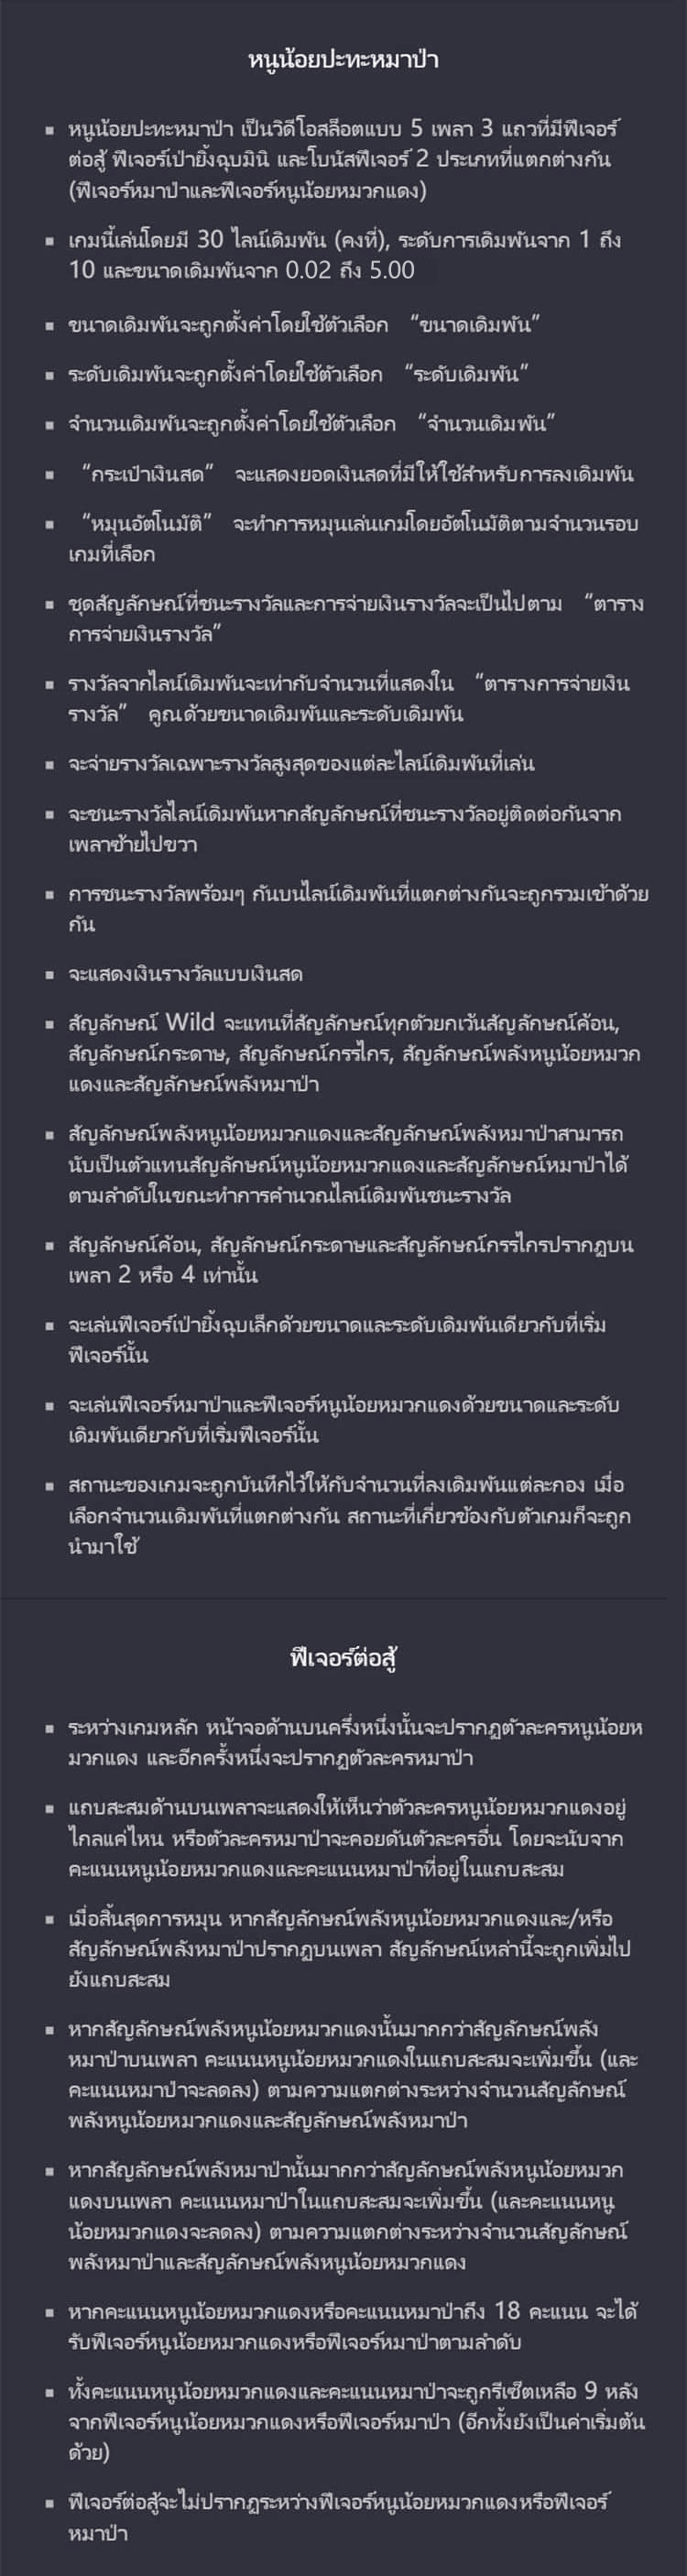 หนูน้อยปะทะหมาป่า
▪ หนูน้อยปะทะหมาป่า เป็นวิดีโอสล็อตแบบ 5 เพลา 3 แถวที่มีฟีเจอร์
ต่อสู้ ฟีเจอร์เป่ายิ้งฉุบมินิ และโบนัสฟีเจอร์ 2 ประเภทที่แตกต่างกัน
(ฟีเจอร์หมาป่าและฟีเจอร์หนูน้อยหมวกแดง)
▪ เกมนี้เล่นโดยมี 30 ไลน์เดิมพัน (คงที่), ระดับการเดิมพันจาก 1 ถึง
10 และขนาดเดิมพันจาก 0.02 ถึง 5.00
▪ ขนาดเดิมพันจะถูกตั้งค่าโดยใช้ตัวเลือก “ขนาดเดิมพัน”
▪ ระดับเดิมพันจะถูกตั้งค่าโดยใช้ตัวเลือก “ระดับเดิมพัน”
▪ จำนวนเดิมพันจะถูกตั้งค่าโดยใช้ตัวเลือก “จำนวนเดิมพัน”
▪ “กระเป๋าเงินสด” จะแสดงยอดเงินสดที่มีให้ใช้สำหรับการลงเดิมพัน
▪ “หมุนอัตโนมัติ” จะทำการหมุนเล่นเกมโดยอัตโนมัติตามจำนวนรอบ
เกมที่เลือก
▪ ชุดสัญลักษณ์ที่ชนะรางวัลและการจ่ายเงินรางวัลจะเป็นไปตาม “ตาราง
การจ่ายเงินรางวัล”
▪ รางวัลจากไลน์เดิมพันจะเท่ากับจำนวนที่แสดงใน “ตารางการจ่ายเงิน
รางวัล” คูณด้วยขนาดเดิมพันและระดับเดิมพัน
▪ จะจ่ายรางวัลเฉพาะรางวัลสูงสุดของแต่ละไลน์เดิมพันที่เล่น
▪ จะชนะรางวัลไลน์เดิมพันหากสัญลักษณ์ที่ชนะรางวัลอยู่ติดต่อกันจาก
เพลาซ้ายไปขวา
▪ การชนะรางวัลพร้อมๆ กันบนไลน์เดิมพันที่แตกต่างกันจะถูกรวมเข้าด้วย
กัน
▪ จะแสดงเงินรางวัลแบบเงินสด
▪ สัญลักษณ์ Wild จะแทนที่สัญลักษณ์ทุกตัวยกเว้นสัญลักษณ์ค้อน,
สัญลักษณ์กระดาษ, สัญลักษณ์กรรไกร, สัญลักษณ์พลังหนูน้อยหมวก
แดงและสัญลักษณ์พลังหมาป่า
▪ สัญลักษณ์พลังหนูน้อยหมวกแดงและสัญลักษณ์พลังหมาป่าสามารถ
นับเป็นตัวแทนสัญลักษณ์หนูน้อยหมวกแดงและสัญลักษณ์หมาป่าได้
ตามลำดับในขณะทำการคำนวณไลน์เดิมพันชนะรางวัล
▪ สัญลักษณ์ค้อน, สัญลักษณ์กระดาษและสัญลักษณ์กรรไกรปรากฏบน
เพลา 2 หรือ 4 เท่านั้น
▪ จะเล่นฟีเจอร์เป่ายิ้งฉุบเล็กด้วยขนาดและระดับเดิมพันเดียวกับที่เริ่ม
ฟีเจอร์นั้น
▪ จะเล่นฟีเจอร์หมาป่าและฟีเจอร์หนูน้อยหมวกแดงด้วยขนาดและระดับ
เดิมพันเดียวกับที่เริ่มฟีเจอร์นั้น
▪ สถานะของเกมจะถูกบันทึกไว้ให้กับจำนวนที่ลงเดิมพันแต่ละกอง เมื่อ
เลือกจำนวนเดิมพันที่แตกต่างกัน สถานะที่เกี่ยวข้องกับตัวเกมก็จะถูก
นำมาใช้
ฟีเจอร์ต่อสู้
▪ ระหว่างเกมหลัก หน้าจอด้านบนครึ่งหนึ่งนั้นจะปรากฏตัวละครหนูน้อยห
มวกแดง และอีกครั้งหนึ่งจะปรากฏตัวละครหมาป่า
▪ แถบสะสมด้านบนเพลาจะแสดงให้เห็นว่าตัวละครหนูน้อยหมวกแดงอยู่
ไกลแค่ไหน หรือตัวละครหมาป่าจะคอยดันตัวละครอื่น โดยจะนับจาก
คะแนนหนูน้อยหมวกแดงและคะแนนหมาป่าที่อยู่ในแถบสะสม
▪ เมื่อสิ้นสุดการหมุน หากสัญลักษณ์พลังหนูน้อยหมวกแดงและ/หรือ
สัญลักษณ์พลังหมาป่าปรากฏบนเพลา สัญลักษณ์เหล่านี้จะถูกเพิ่มไป
ยังแถบสะสม
▪ หากสัญลักษณ์พลังหนูน้อยหมวกแดงนั้นมากกว่าสัญลักษณ์พลัง
หมาป่าบนเพลา คะแนนหนูน้อยหมวกแดงในแถบสะสมจะเพิ่มขึ้น (และ
คะแนนหมาป่าจะลดลง) ตามความแตกต่างระหว่างจำนวนสัญลักษณ์
พลังหนูน้อยหมวกแดงและสัญลักษณ์พลังหมาป่า
▪ หากสัญลักษณ์พลังหมาป่านั้นมากกว่าสัญลักษณ์พลังหนูน้อยหมวก
แดงบนเพลา คะแนนหมาป่าในแถบสะสมจะเพิ่มขึ้น (และคะแนนหนู
น้อยหมวกแดงจะลดลง) ตามความแตกต่างระหว่างจำนวนสัญลักษณ์
พลังหมาป่าและสัญลักษณ์พลังหนูน้อยหมวกแดง
▪ หากคะแนนหนูน้อยหมวกแดงหรือคะแนนหมาป่าถึง 18 คะแนน จะได้
รับฟีเจอร์หนูน้อยหมวกแดงหรือฟีเจอร์หมาป่าตามลำดับ
▪ ทั้งคะแนนหนูน้อยหมวกแดงและคะแนนหมาป่าจะถูกรีเซ็ตเหลือ 9 หลัง
จากฟีเจอร์หนูน้อยหมวกแดงหรือฟีเจอร์หมาป่า (อีกทั้งยังเป็นค่าเริ่มต้น
ด้วย)
▪ ฟีเจอร์ต่อสู้จะไม่ปรากฏระหว่างฟีเจอร์หนูน้อยหมวกแดงหรือฟีเจอร์
หมาป่า